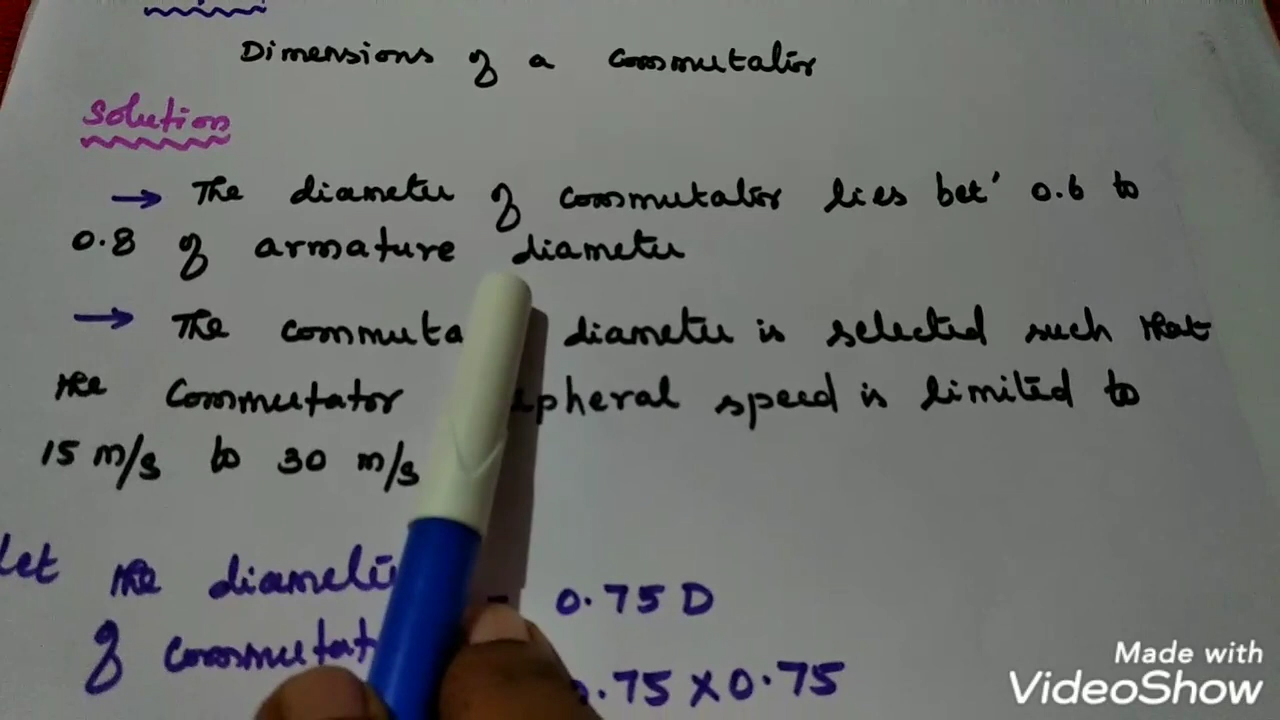 Dimensions of a commutator
Solution
→ The diameter of commutator lies bet' 0.6 to
0.8 of armature diameter
→ The commuta diameter is selected such that
the commutator pheral speed is limited to
15 m/s to 30 m/s
Let the diameter
of commutat
0.75 D
.75 X 0.75
Made with
VideoShow